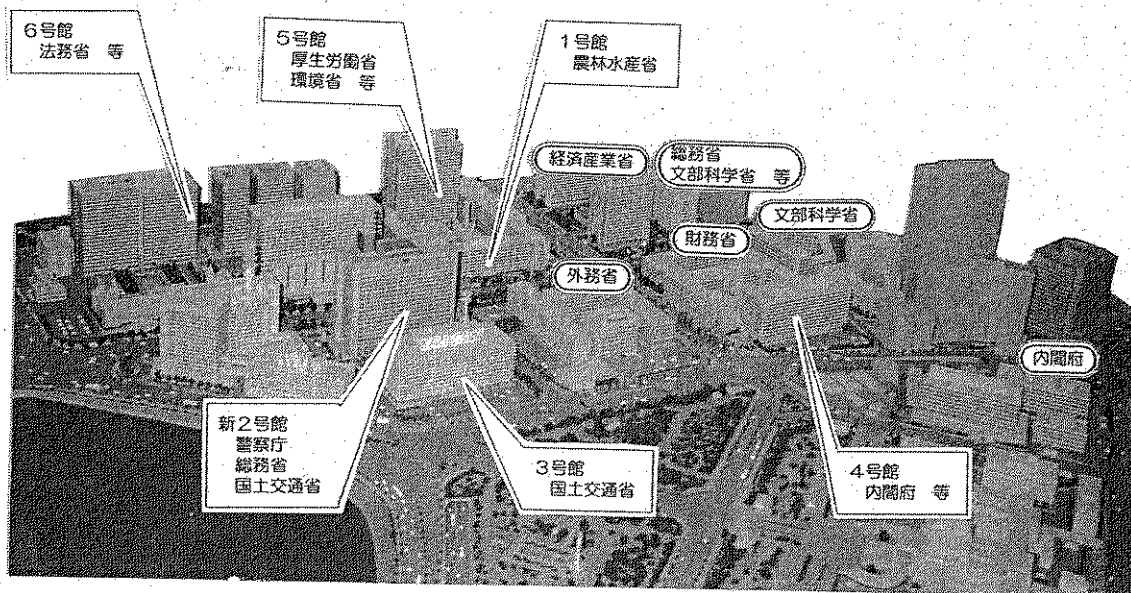 6号館
法務省 等
5号館
厚生労働省
環境省 等
1号館
農林水産省
経済産業省
総務省
文部科学省 等
文部科学省
財務省
外務省
内閣府
新2号館
警察庁
総務省
国土交通省
3号館
国土交通省
4号館
内閣府 等